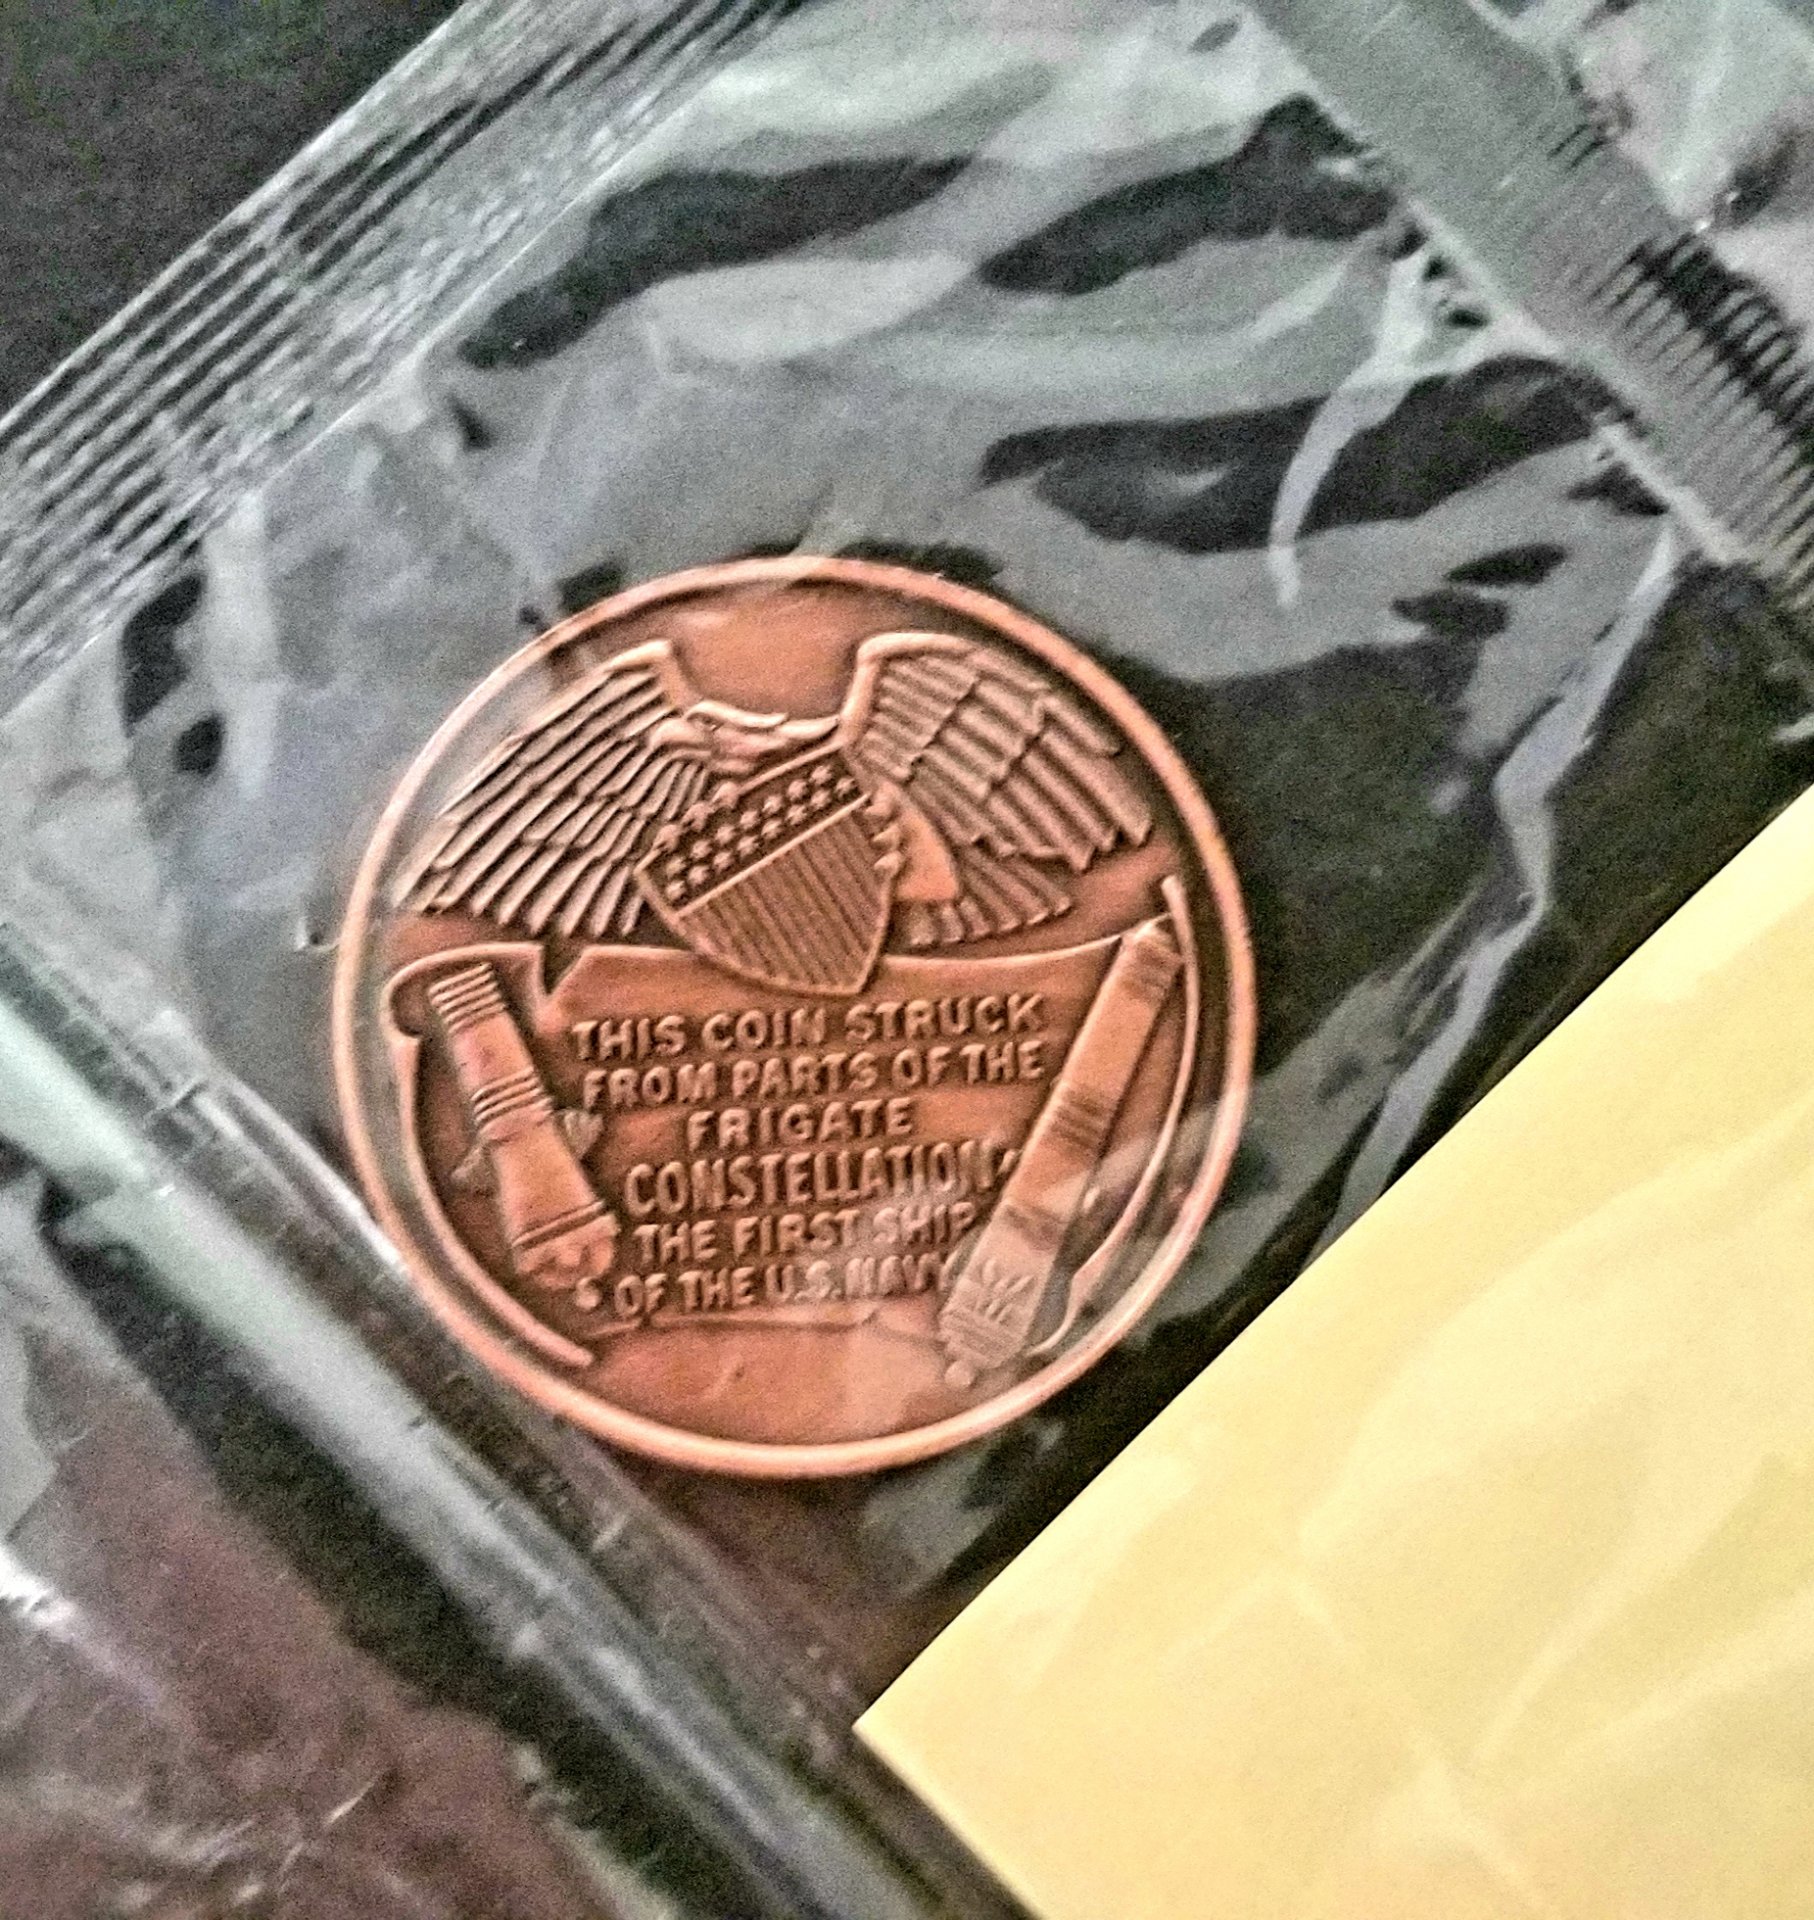 THIS COIN STRUCK
FROM PARTS OF THE
FRIGATE
CONSTELLATION
THE FIRST SHIP
OF THE U.S. NAVY